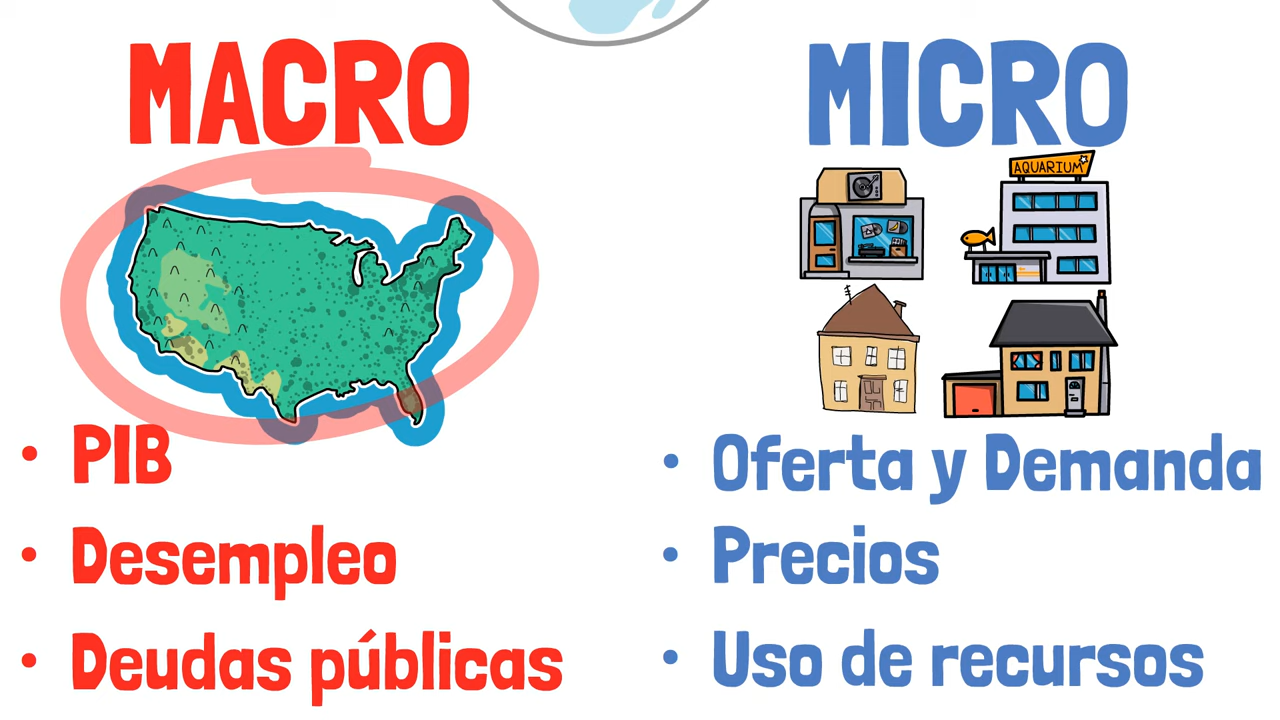 MACRO
MICRO
AQUARIUM
• PIB
• Desempleo
• Deudas públicas
• Oferta y Demanda
• Precios
• Uso de recursos